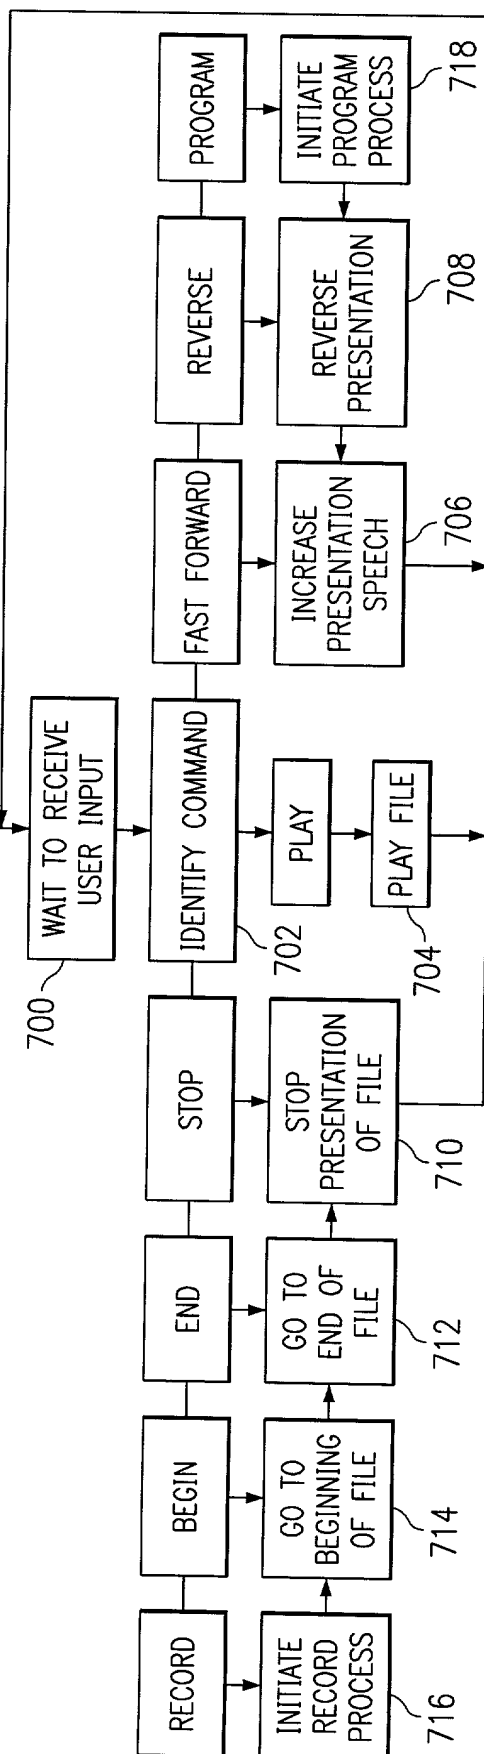 WAIT TO RECEIVE
USER INPUT
700
RECORD
BEGIN
END
STOP
IDENTIFY COMMAND
702
FAST FORWARD
REVERSE
PROGRAM
INITIATE
RECORD
PROCESS
716
GO TO
BEGINNING
OF FILE
714
GO TO
END OF
FILE
712
STOP
PRESENTATION
OF FILE
710
PLAY
PLAY FILE
704
INCREASE
PRESENTATION
SPEECH
706
REVERSE
PRESENTATION
708
INITIATE
PROGRAM
PROCESS
718